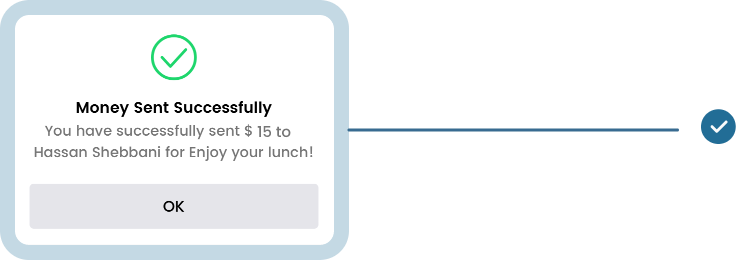 Money Sent Successfully
You have successfully sent $ 15 to
Hassan Shebbani for Enjoy your lunch!
OK